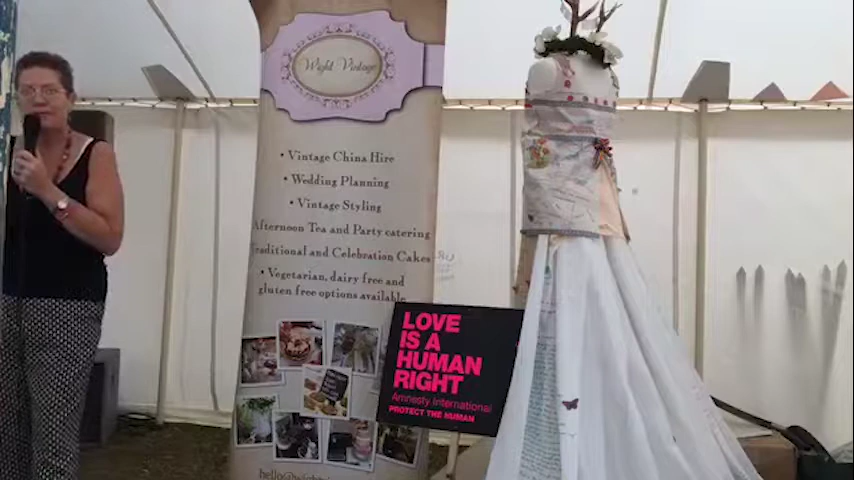 Wight Vintage
• Vintage China Hire
• Wedding Planning
• Vintage Styling
Afternoon Tea and Party catering
Traditional and Celebration Cakes
• Vegetarian, dairy free and
gluten free options available
LOVE
IS A
HUMAN
RIGHT
Amnesty International
PROTECT THE HUMAN